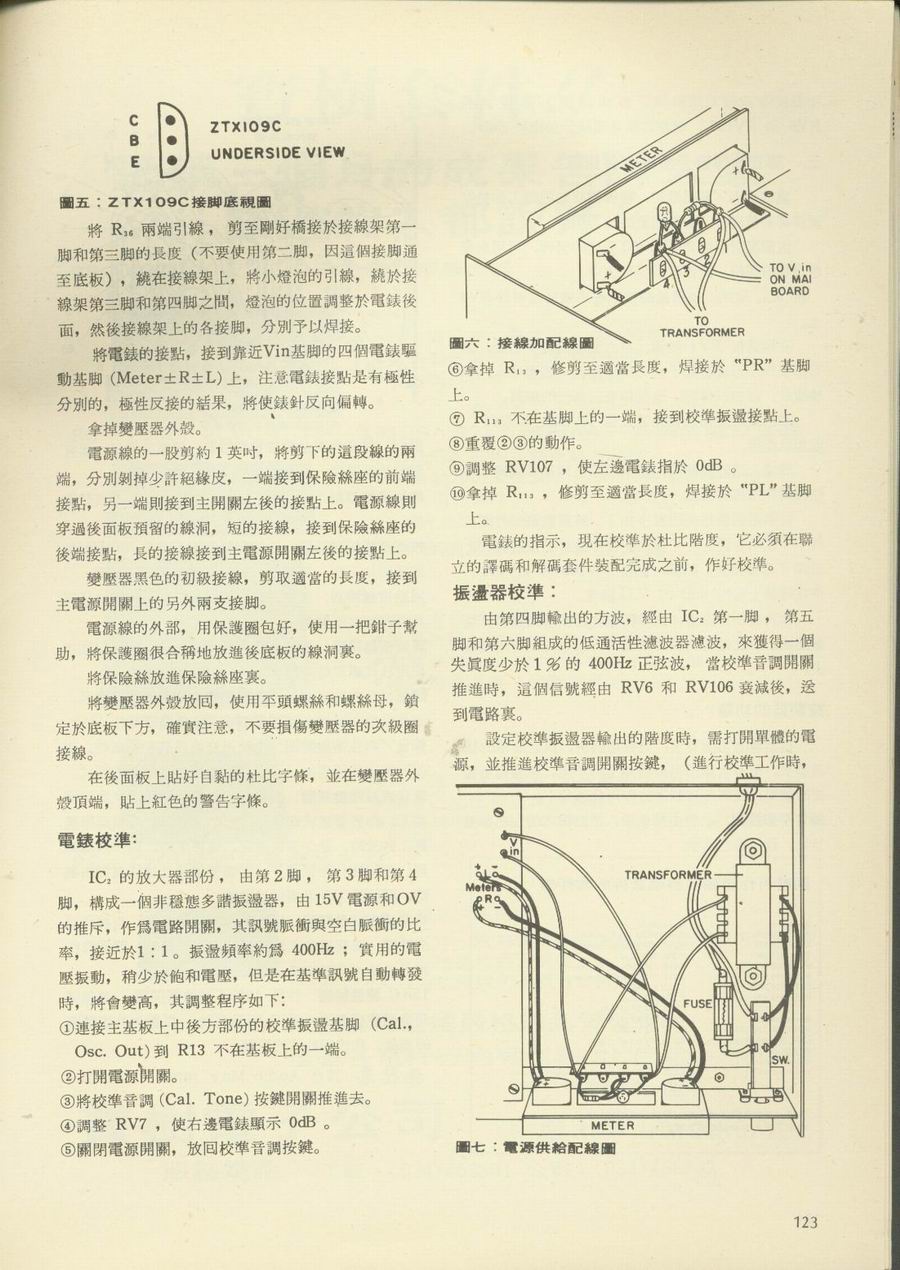 C
B
E
ZTX109C
UNDERSIDE VIEW
圖五：ZTX109C接脚底視圖
將 R₃₆ 兩端引線，剪至剛好橋接於接線架第一
脚和第三脚的長度（不要使用第二脚，因這個接脚通
至底板），繞在接線架上，將小燈泡的引線，繞於接
線架第三脚和第四脚之間，燈泡的位置調整於電錶後
面，然後接線架上的各接脚，分別予以焊接。
將電錶的接點，接到靠近Vin基脚的四個電錶驅
動基脚 (Meter±R±L) 上，注意電錶接點是有極性
分別的，極性反接的結果，將使錶針反向偏轉。
拿掉變壓器外殼。
電源線的一股剪約 1 英吋，將剪下的這段線的兩
端，分別剝掉少許絕緣皮，一端接到保險絲座的前端
接點，另一端則接到主開關左後的接點上。電源線則
穿過後面板預留的線洞，短的接線，接到保險絲座的
後端接點，長的接線接到主電源開關左後的接點上。
變壓器黑色的初級接線，剪取適當的長度，接到
主電源開關上的另外兩支接脚。
電源線的外部，用保護圈包好，使用一把鉗子幫
助，將保護圈很合稱地放進後底板的線洞裏。
將保險絲放進保險絲座裏。
將變壓器外殼放回，使用平頭螺絲和螺絲母，鎖
定於底板下方，確實注意，不要損傷變壓器的次級圈
接線。
在後面板上貼好自黏的杜比字條，並在變壓器外
殼頂端，貼上紅色的警告字條。
電錶校準：
IC₂ 的放大器部份，由第 2 脚，第 3 脚和第 4
脚，構成一個非穩態多諧振盪器，由 15V 電源和OV
的推斥，作爲電路開關，其訊號脈衝與空白脈衝的比
率，接近於1：1。振盪頻率約爲 400Hz；實用的電
壓振動，稍少於飽和電壓，但是在基準訊號自動轉發
時，將會變高，其調整程序如下：
①連接主基板上中後方部份的校準振盪基脚 (Cal.,
Osc. Out) 到 R13 不在基板上的一端。
②打開電源開關。
③將校準音調 (Cal. Tone) 按鍵開關推進去。
④調整 RV7，使右邊電錶顯示 0dB。
⑤關閉電源開關，放回校準音調按鍵。
METER
4
3
2
TO V in
ON MAI
BOARD
TO
TRANSFORMER
圖六：接線加配線圖
⑥拿掉 R₁₃，修剪至適當長度，焊接於 “PR” 基脚
上。
⑦ R₁₁₃ 不在基脚上的一端，接到校準振盪接點上。
⑧重覆②③的動作。
⑨調整 RV107，使左邊電錶指於 0dB。
⑩拿掉 R₁₁₃，修剪至適當長度，焊接於 “PL” 基脚
上。
電錶的指示，現在校準於杜比階度，它必須在聯
立的譯碼和解碼套件裝配完成之前，作好校準。
振盪器校準：
由第四脚輸出的方波，經由 IC₂ 第一脚，第五
脚和第六脚組成的低通活性濾波器濾波，來獲得一個
失眞度少於 1 % 的 400Hz 正弦波，當校準音調開關
推進時，這個信號經由 RV6 和 RV106 衰減後，送
到電路裏。
設定校準振盪器輸出的階度時，需打開單體的電
源，並推進校準音調開關按鍵，（進行校準工作時，
V
in
+ -
L
Meters
R
TRANSFORMER
FUSE
SW.
METER
圖七：電源供給配線圖
123